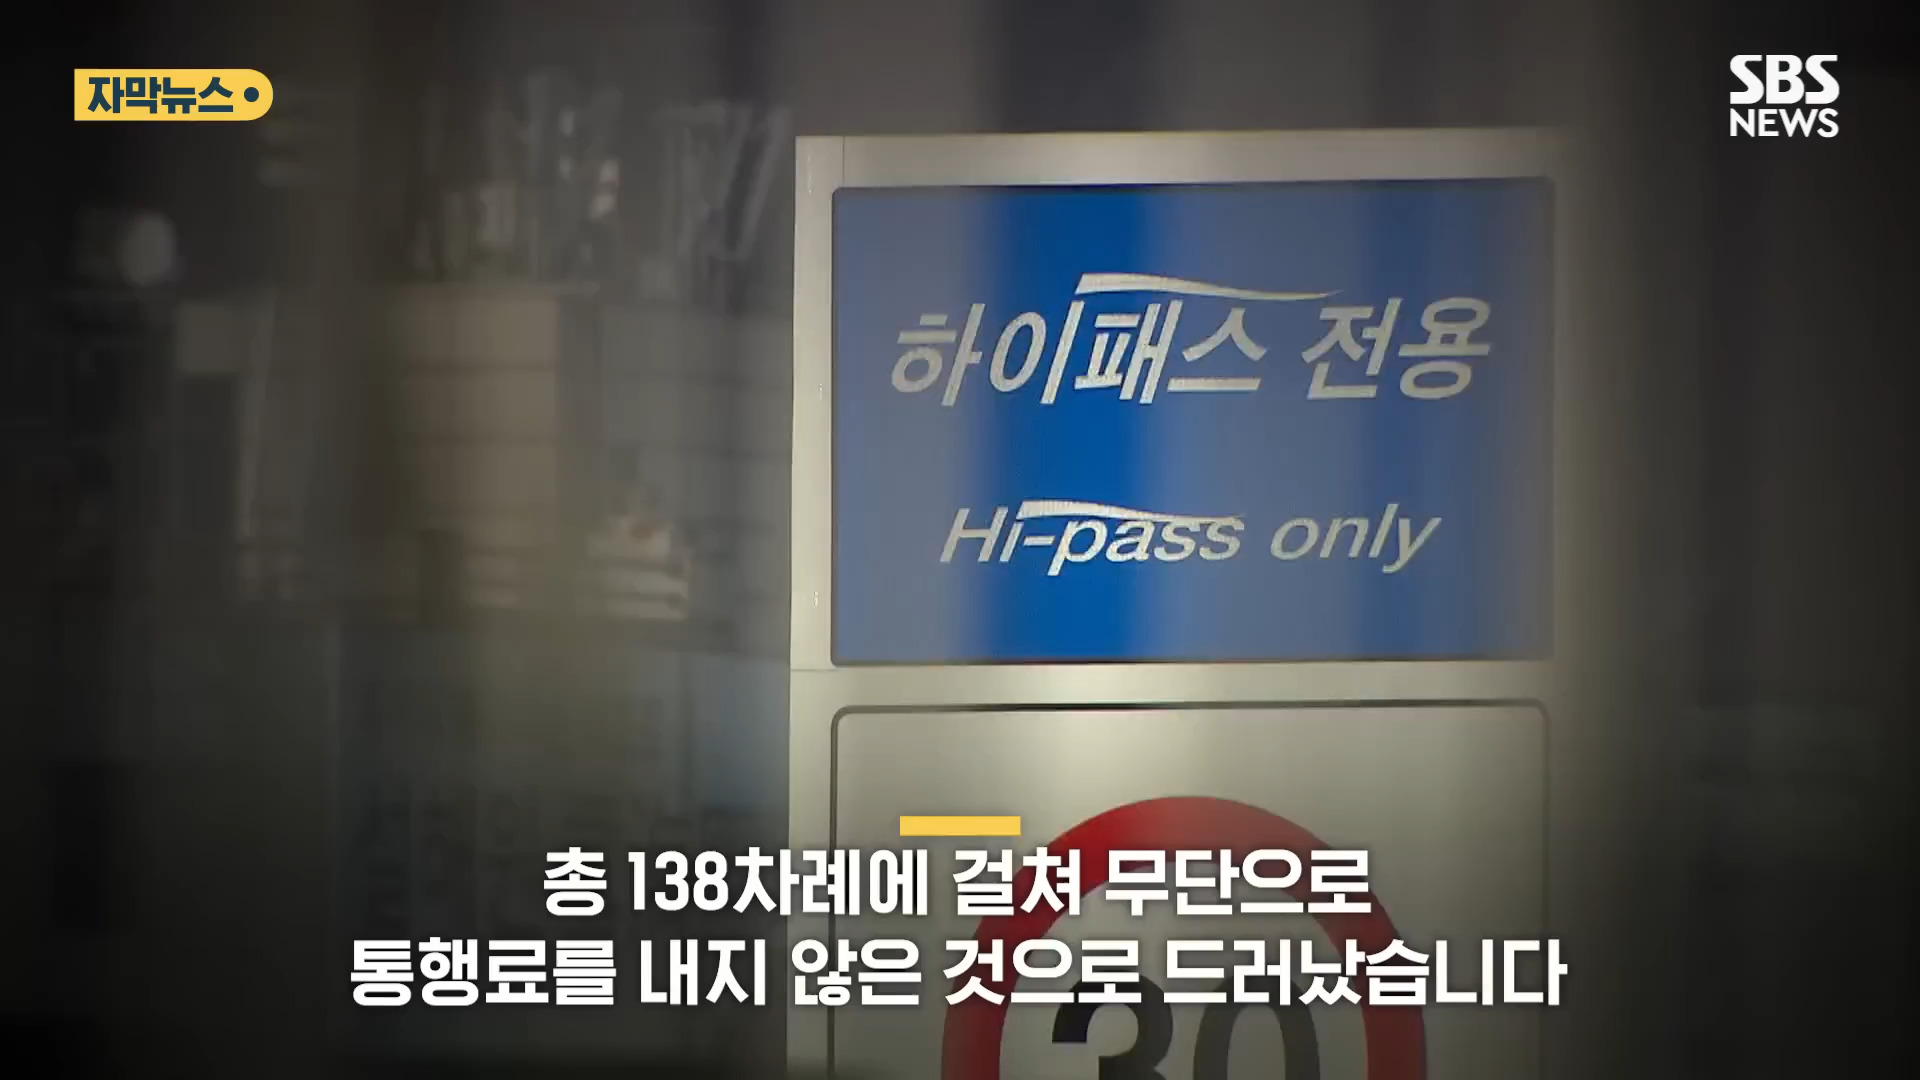 자막뉴스
SBS
NEWS
하이패스 전용
Hi-pass only
총 138차례에 걸쳐 무단으로
통행료를 내지 않은 것으로 드러났습니다
30